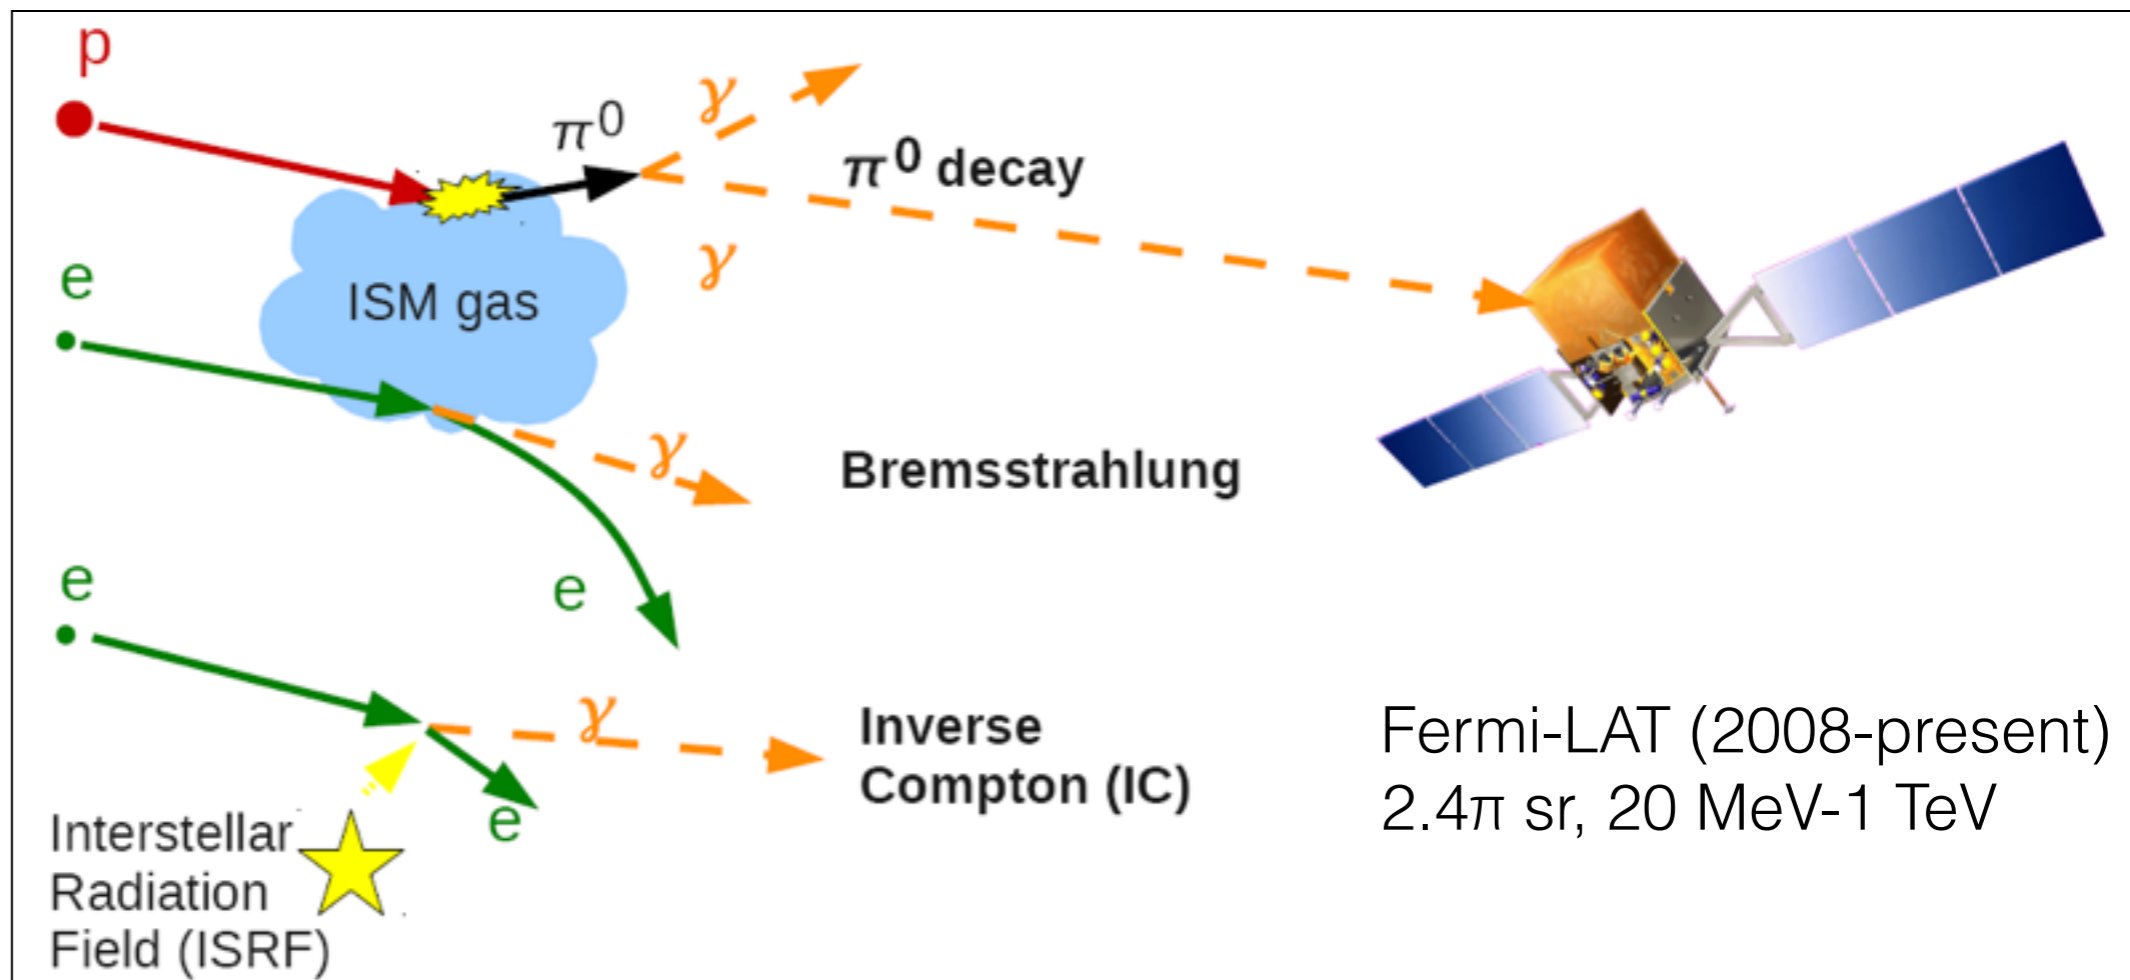 p
π⁰
γ
π⁰ decay
γ
e
ISM gas
γ
Bremsstrahlung
e
e
γ
Inverse
Compton (IC)
e
Interstellar
Radiation
Field (ISRF)
Fermi-LAT (2008-present)
2.4π sr, 20 MeV-1 TeV